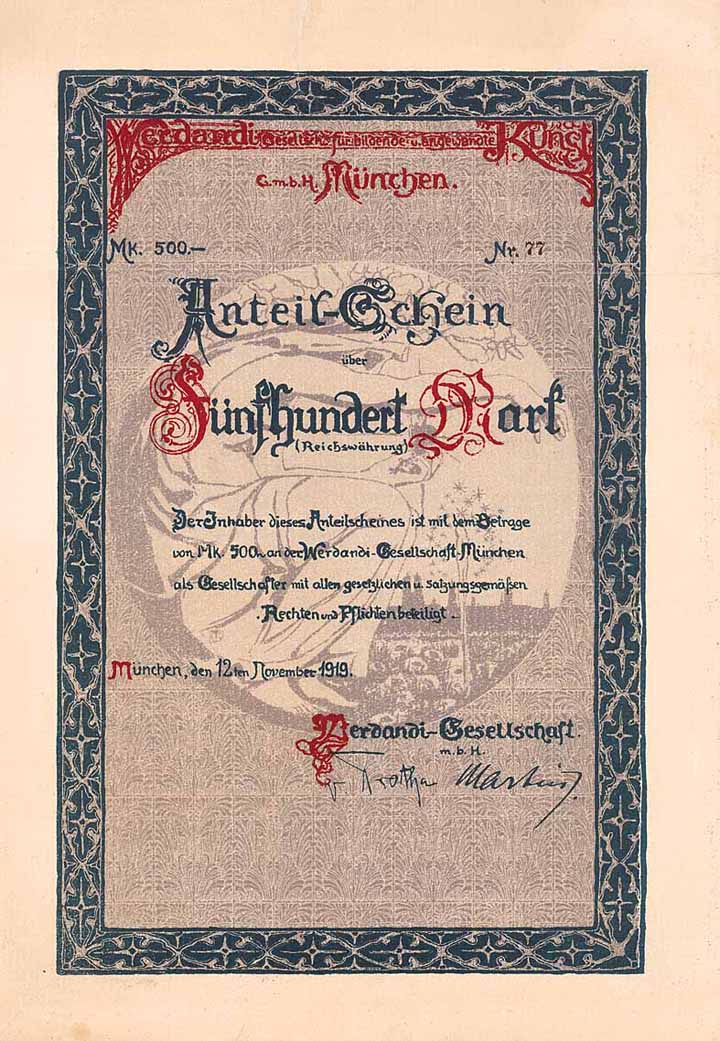 Werdandi-Gesellschaft für bildende u. angewandte Kunst
G.m.b.H. München.
Mk. 500.— Nr. 77
Anteil-Schein
über
Fünfhundert Mark
(Reichswährung)
Der Inhaber dieses Anteilscheines ist mit dem Betrage
von Mk. 500.— an der Werdandi-Gesellschaft-München
als Gesellschafter mit allen gesetzlichen u. satzungsgemäßen
Rechten und Pflichten beteiligt.
München, den 12ten November 1919.
Werdandi-Gesellschaft.
m.b.H.
v Trotha Martius